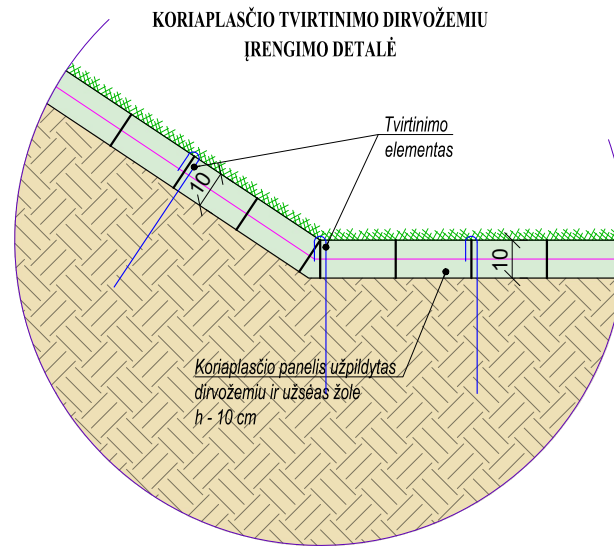 KORIAPLASČIO TVIRTINIMO DIRVOŽEMIU
ĮRENGIMO DETALĖ
Tvirtinimo
elementas
10
10
Koriaplasčio panelis užpildytas
dirvožemiu ir užsėas žole
h - 10 cm